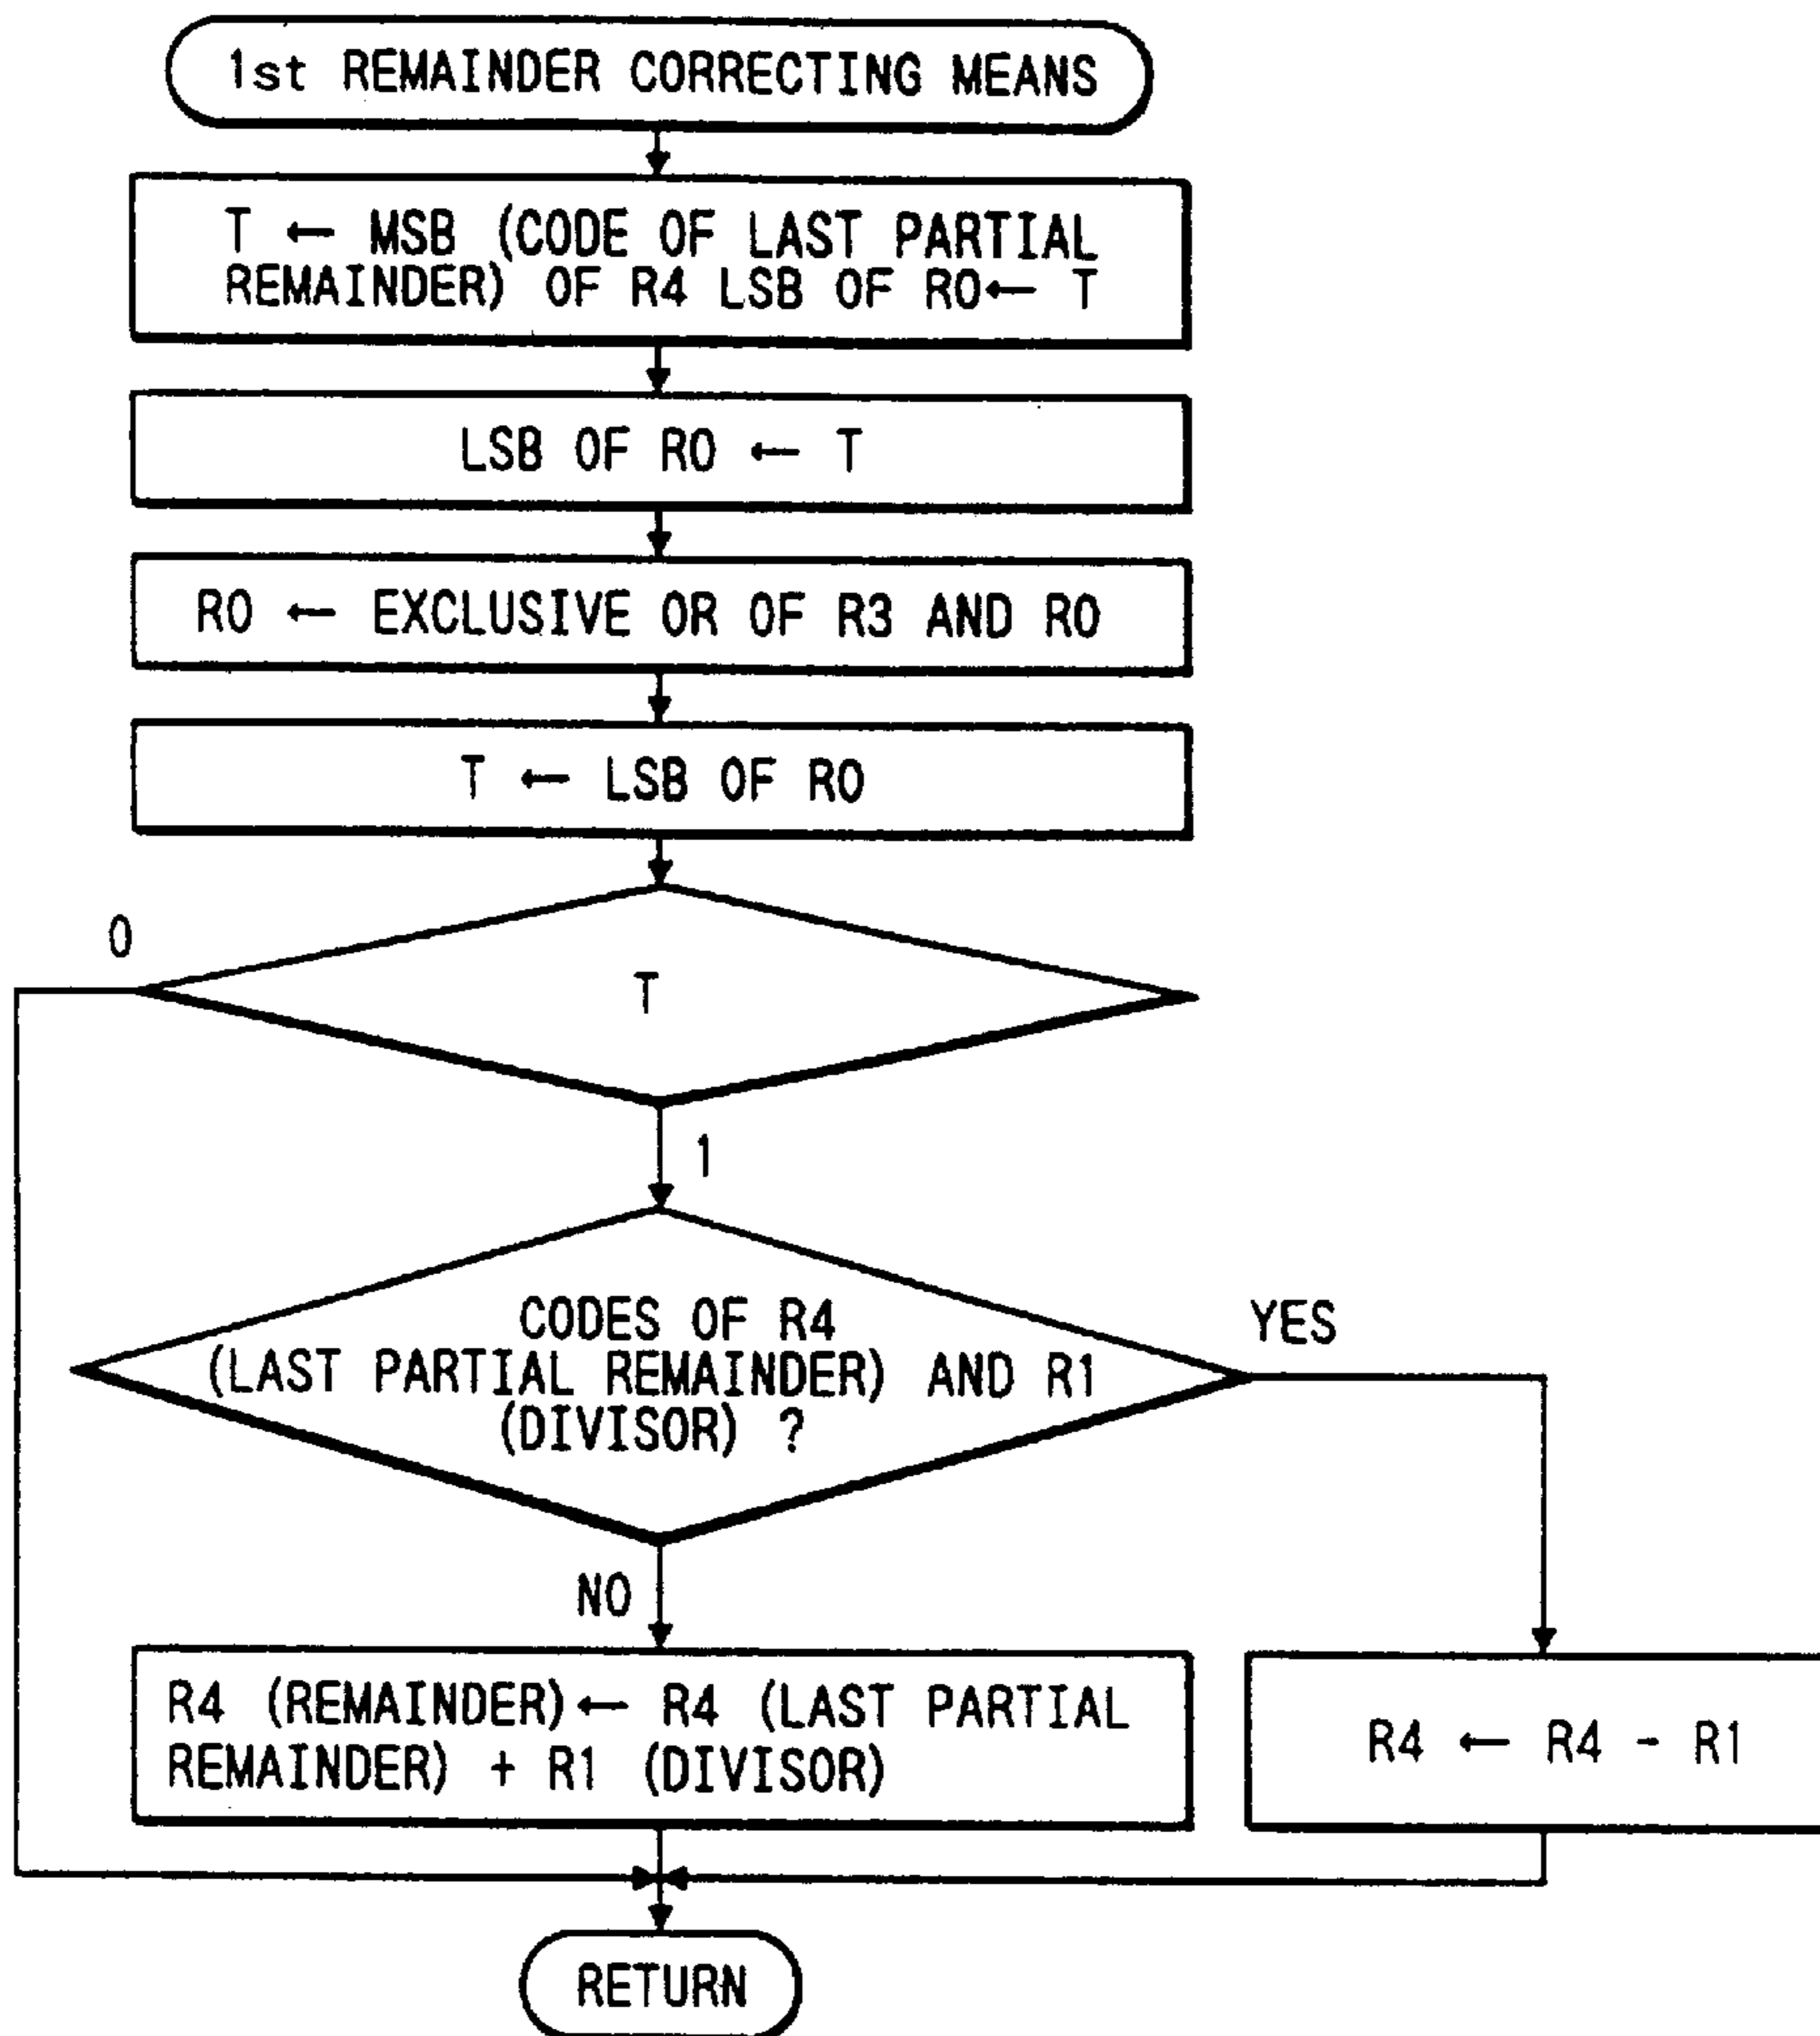 1st REMAINDER CORRECTING MEANS
T ← MSB (CODE OF LAST PARTIAL
REMAINDER) OF R4 LSB OF R0← T
LSB OF R0 ← T
R0 ← EXCLUSIVE OR OF R3 AND R0
T ← LSB OF R0
0
T
1
CODES OF R4
(LAST PARTIAL REMAINDER) AND R1
(DIVISOR) ?
YES
NO
R4 (REMAINDER)← R4 (LAST PARTIAL
REMAINDER) + R1 (DIVISOR)
R4 ← R4 - R1
RETURN